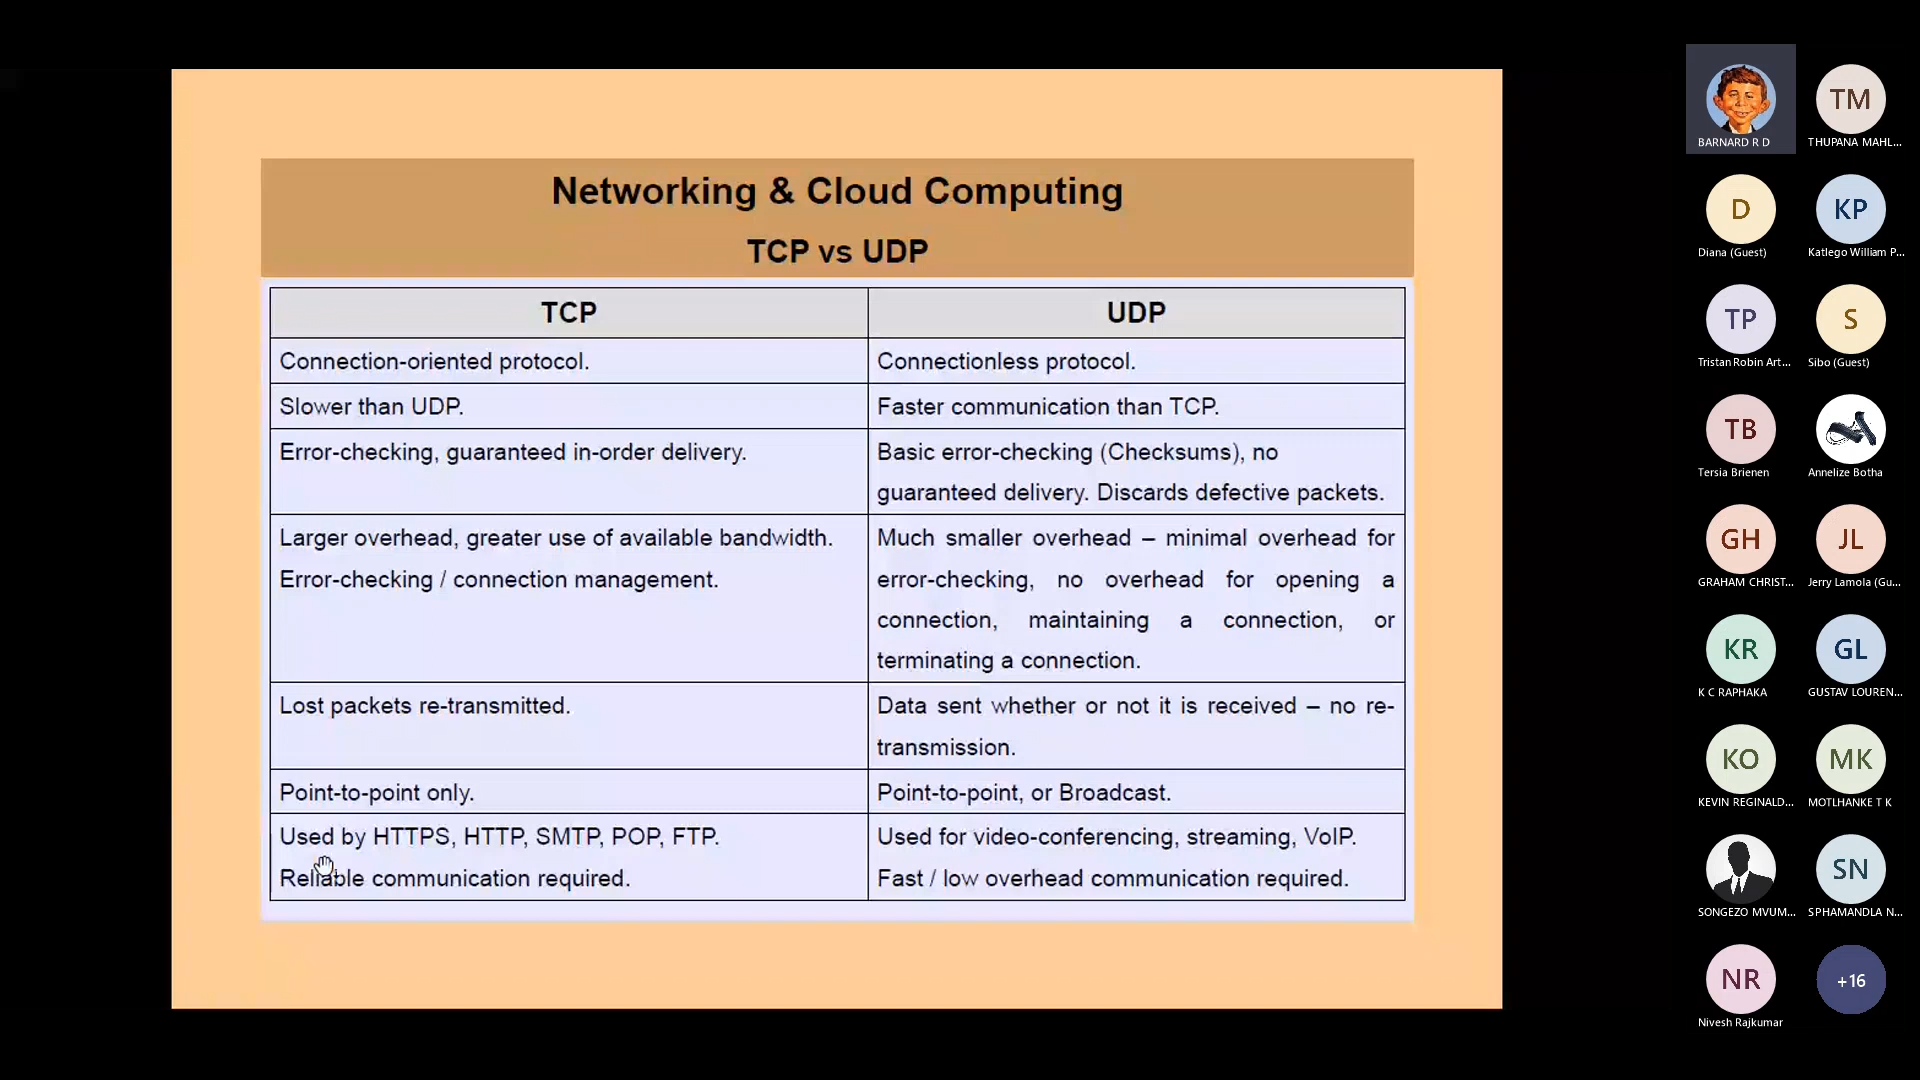 Networking & Cloud Computing
TCP vs UDP
TCP
UDP
Connection-oriented protocol.
Connectionless protocol.
Slower than UDP.
Faster communication than TCP.
Error-checking, guaranteed in-order delivery.
Basic error-checking (Checksums), no
guaranteed delivery. Discards defective packets.
Larger overhead, greater use of available bandwidth.
Error-checking / connection management.
Much smaller overhead – minimal overhead for
error-checking, no overhead for opening a
connection, maintaining a connection, or
terminating a connection.
Lost packets re-transmitted.
Data sent whether or not it is received – no re-
transmission.
Point-to-point only.
Point-to-point, or Broadcast.
Used by HTTPS, HTTP, SMTP, POP, FTP.
Reliable communication required.
Used for video-conferencing, streaming, VoIP.
Fast / low overhead communication required.
BARNARD R D
TM
THUPANA MAHL...
D
Diana (Guest)
KP
Katlego William P...
TP
Tristan Robin Art...
S
Sibo (Guest)
TB
Tersia Brienen
Annelize Botha
GH
GRAHAM CHRIST...
JL
Jerry Lamola (Gu...
KR
K C RAPHAKA
GL
GUSTAV LOUREN...
KO
KEVIN REGINALD...
MK
MOTLHANKE T K
SONGEZO MVUM...
SN
SPHAMANDLA N...
NR
Nivesh Rajkumar
+16